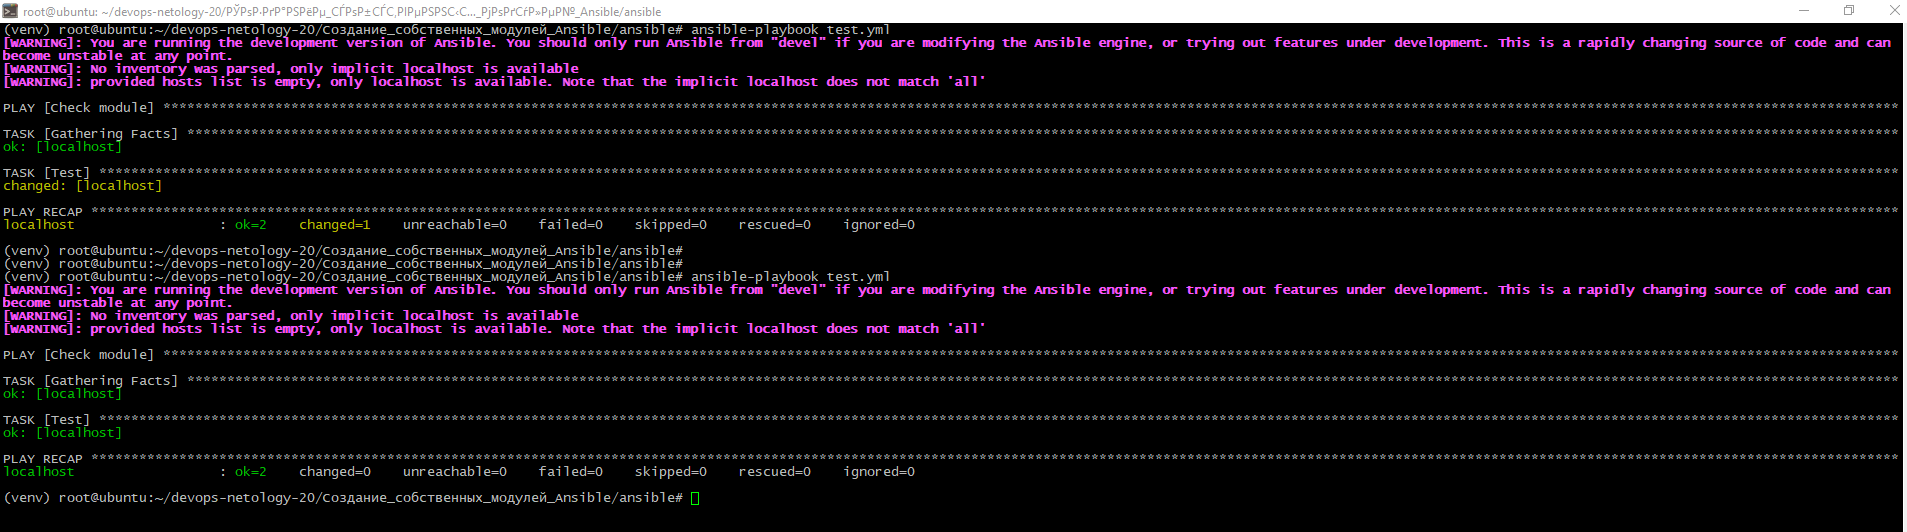 root@ubuntu: ~/devops-netology-20/РЎРѕР·РґР°РЅРёРµ_СЃРѕР±СЃС‚РІРµРЅРЅС‹С…_РјРѕРґСѓР»РµР№_Ansible/ansible
(venv) root@ubuntu:~/devops-netology-20/Создание_собственных_модулей_Ansible/ansible# ansible-playbook test.yml
[WARNING]: You are running the development version of Ansible. You should only run Ansible from "devel" if you are modifying the Ansible engine, or trying out features under development. This is a rapidly changing source of code and can
become unstable at any point.
[WARNING]: No inventory was parsed, only implicit localhost is available
[WARNING]: provided hosts list is empty, only localhost is available. Note that the implicit localhost does not match 'all'
PLAY [Check module] ****************************************************************************************************
TASK [Gathering Facts] ****************************************************************************************************
ok: [localhost]
TASK [Test] ****************************************************************************************************
changed: [localhost]
PLAY RECAP ****************************************************************************************************
localhost : ok=2 changed=1 unreachable=0 failed=0 skipped=0 rescued=0 ignored=0
(venv) root@ubuntu:~/devops-netology-20/Создание_собственных_модулей_Ansible/ansible#
(venv) root@ubuntu:~/devops-netology-20/Создание_собственных_модулей_Ansible/ansible#
(venv) root@ubuntu:~/devops-netology-20/Создание_собственных_модулей_Ansible/ansible# ansible-playbook test.yml
[WARNING]: You are running the development version of Ansible. You should only run Ansible from "devel" if you are modifying the Ansible engine, or trying out features under development. This is a rapidly changing source of code and can
become unstable at any point.
[WARNING]: No inventory was parsed, only implicit localhost is available
[WARNING]: provided hosts list is empty, only localhost is available. Note that the implicit localhost does not match 'all'
PLAY [Check module] ****************************************************************************************************
TASK [Gathering Facts] ****************************************************************************************************
ok: [localhost]
TASK [Test] ****************************************************************************************************
ok: [localhost]
PLAY RECAP ****************************************************************************************************
localhost : ok=2 changed=0 unreachable=0 failed=0 skipped=0 rescued=0 ignored=0
(venv) root@ubuntu:~/devops-netology-20/Создание_собственных_модулей_Ansible/ansible#